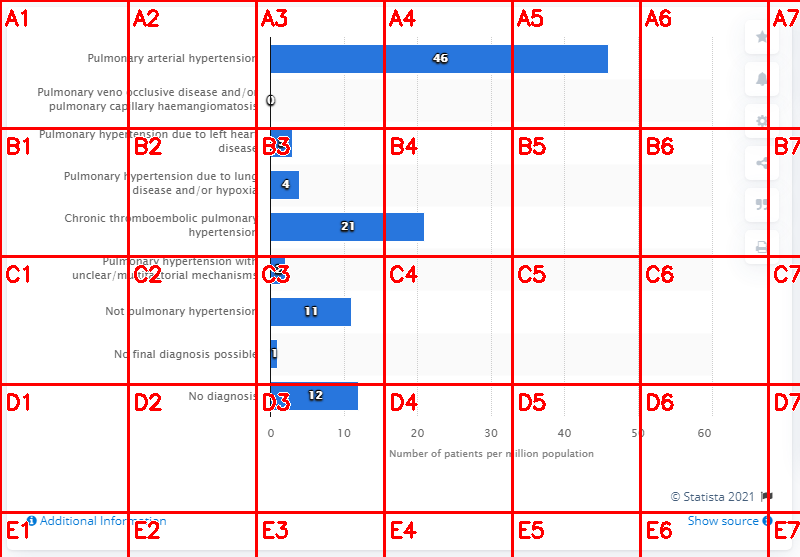 A1 A2 A3 A4 A5 A6 A7
Pulmonary arterial hypertension 46
Pulmonary veno occlusive disease and/or
pulmonary capillary haemangiomatosis 0
B1 B2 B3 B4 B5 B6 B7
Pulmonary hypertension due to left heart
disease
Pulmonary hypertension due to lung
disease and/or hypoxia 4
Chronic thromboembolic pulmonary
hypertension 21
C1 C2 C3 C4 C5 C6 C7
Pulmonary hypertension with
unclear/multifactorial mechanisms
Not pulmonary hypertension 11
No final diagnosis possible 1
No diagnosis 12
D1 D2 D3 D4 D5 D6 D7
0 10 20 30 40 50 60
Number of patients per million population
© Statista 2021
Additional Information Show source
E1 E2 E3 E4 E5 E6 E7